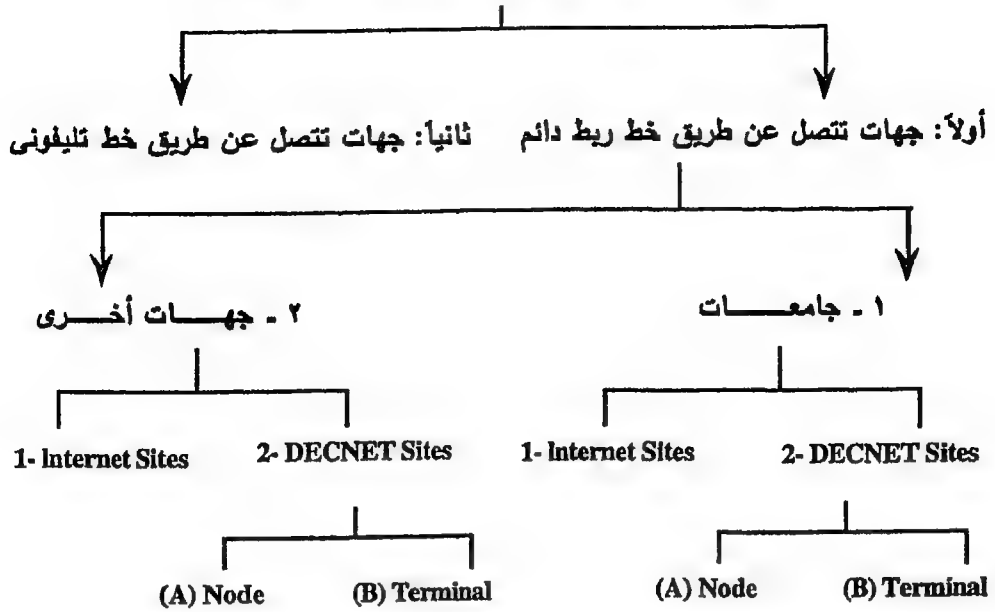 أولاً: جهات تتصل عن طريق خط ربط دائم
ثانياً: جهات تتصل عن طريق خط تليفونى
١ - جامعـــــات
٢ - جهـــات أخــــرى
1- Internet Sites
2- DECNET Sites
1- Internet Sites
2- DECNET Sites
(A) Node
(B) Terminal
(A) Node
(B) Terminal